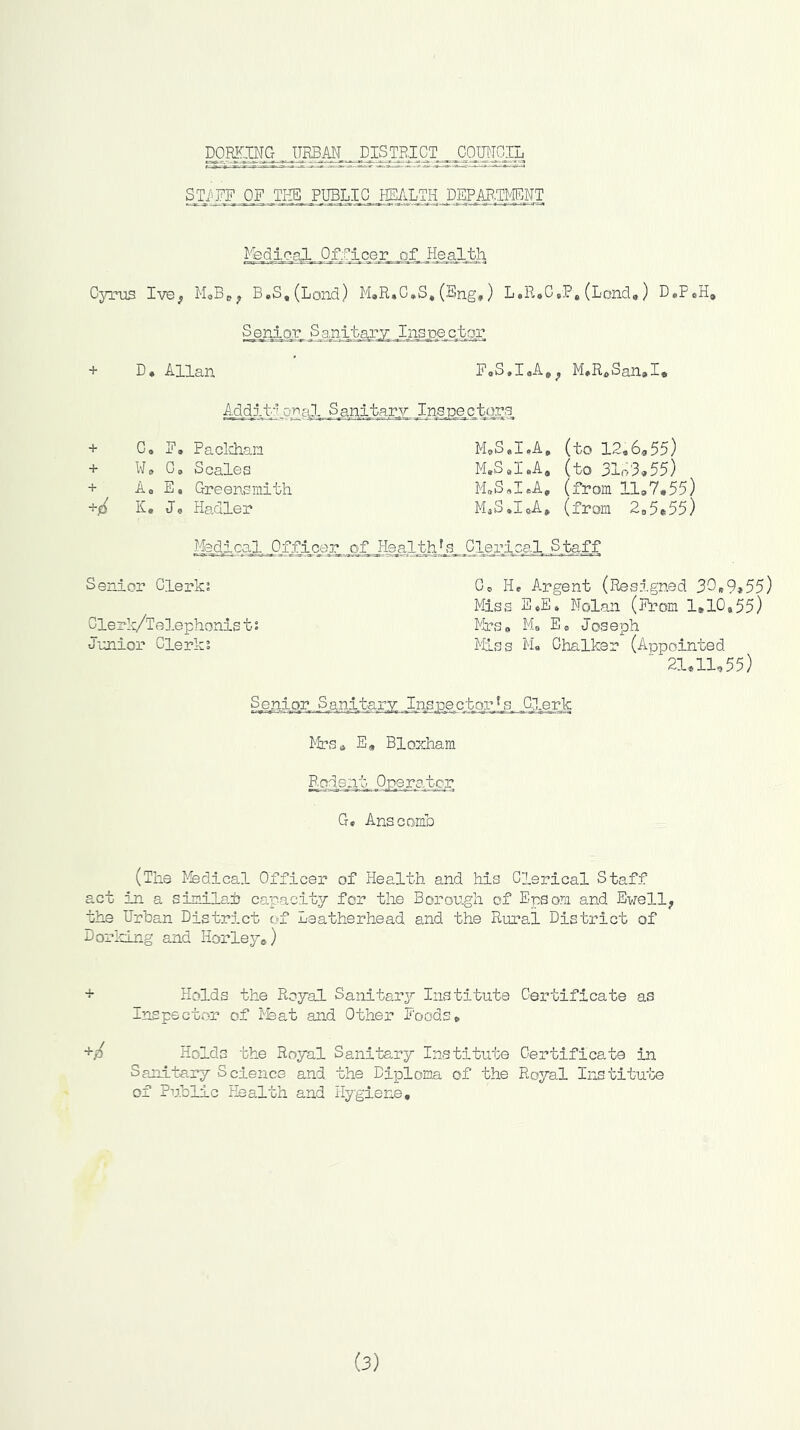 DORKING URBAN DISTRICT COUNCIL
STAFF OF THE PUBLIC HEALTH DEPARTMENT
Medical Officer of Health
Cyrus Ive, M.B., B.S.(Lond) M.R.C.S.(Eng.) L.R.C.P.(Lond.) D.P.H.
Senior Sanitary Inspector
+ D. Allan F.S.I.A., M.R.San.I.
Additional Sanitary Inspectors
+ C. F. Packham M.S.I.A. (to 12.6.55)
+ W. C. Scales M.S.I.A. (to 31.3.55)
+ A. E. Greensmith M.S.I.A. (from 11.7.55)
+ø K. J. Hadler M.S.I.A. (from 2.5.55)
Medical Officer of Health's Clerical Staff
Senior Clerk: C. H. Argent (Resigned 30.9.55)
Miss E.E. Nolan (From 1.10.55)
Clerk/Telephonist: Mrs. M. E. Joseph
Junior Clerk: Miss M. Chalker (Appointed
21.11.55)
Senior Sanitary Inspector's Clerk
Mrs. E. Bloxham
Rodent Operator
G. Anscomb
(The Medical Officer of Health and his Clerical Staff
act in a similar capacity for the Borough of Epsom and Ewell,
the Urban District of Leatherhead and the Rural District of
Dorking and Horley.)
+ Holds the Royal Sanitary Institute Certificate as
Inspector of Meat and Other Foods.
+ø Holds the Royal Sanitary Institute Certificate in
Sanitary Science and the Diploma of the Royal Institute
of Public Health and Hygiene.
(3)